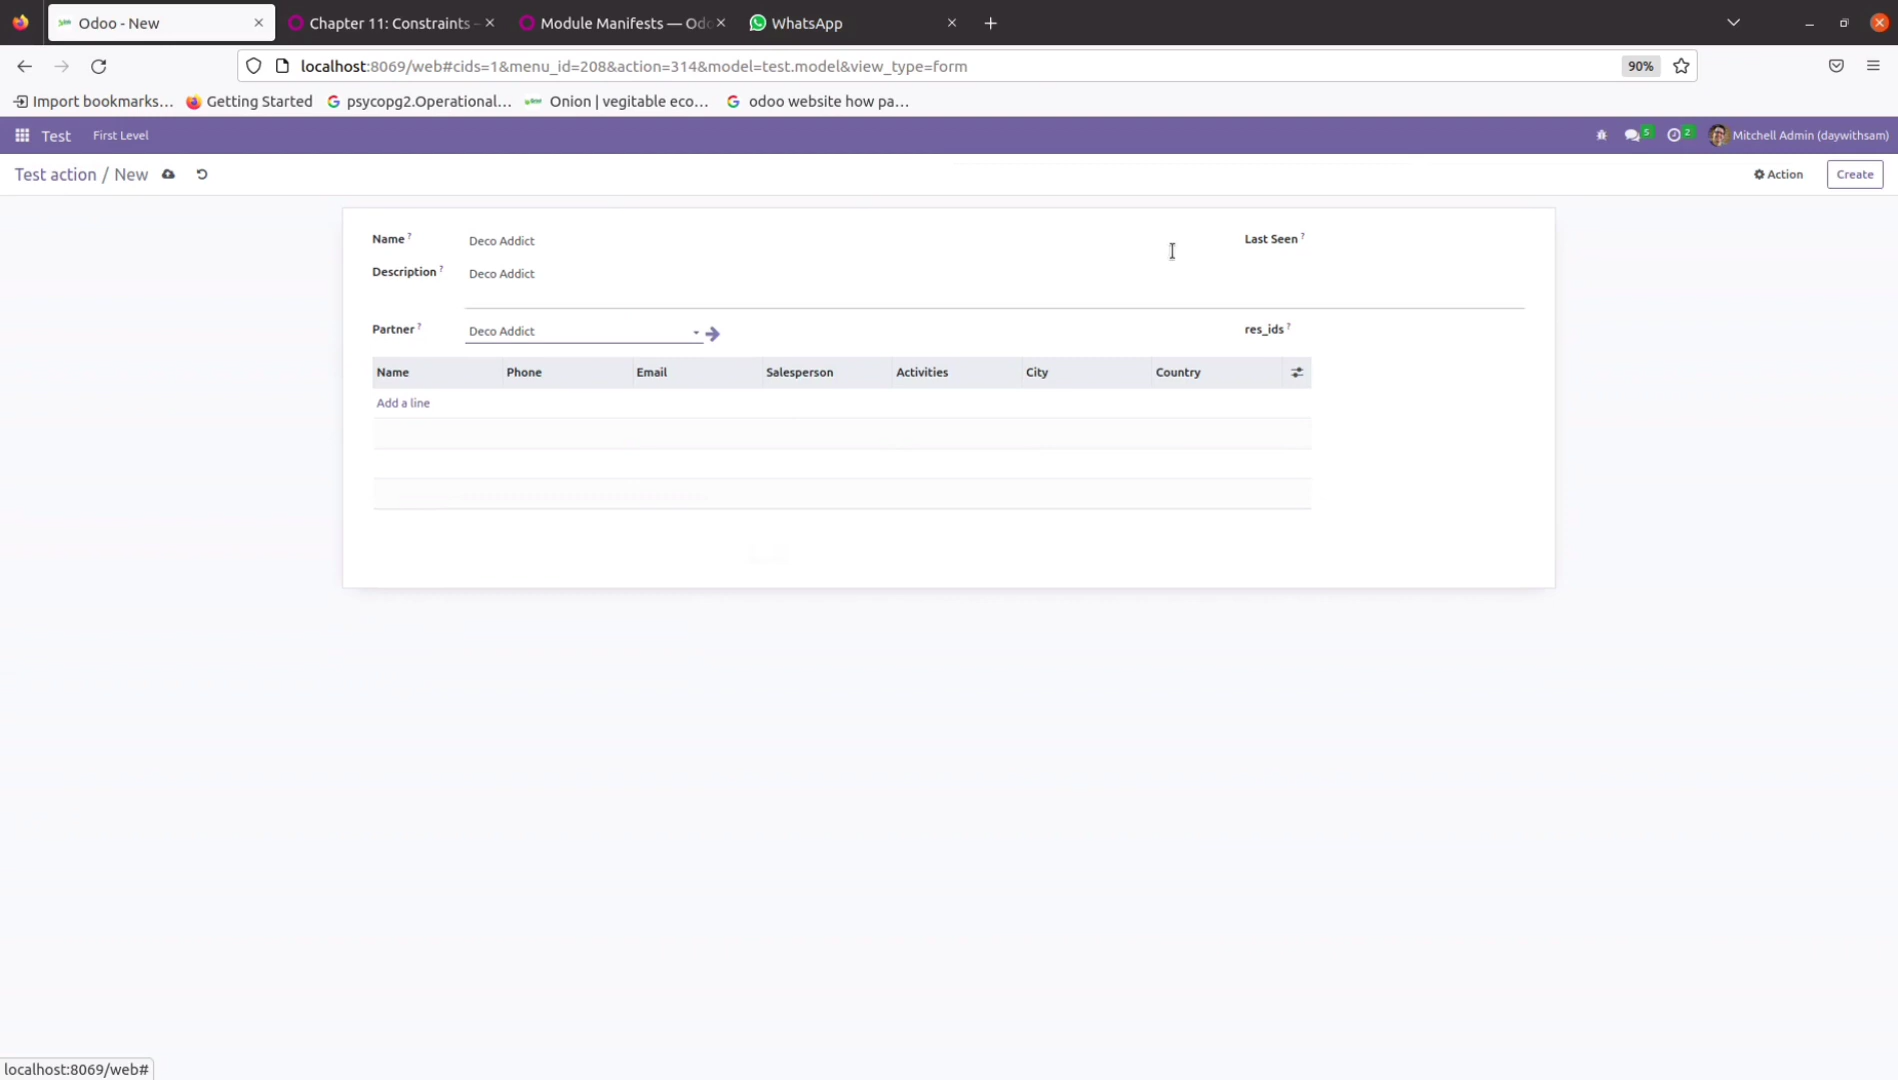 Odoo - New
Chapter 11: Constraints -
Module Manifests — Odo
WhatsApp
localhost:8069/web#cids=1&menu_id=208&action=314&model=test.model&view_type=form
90%
Import bookmarks...
Getting Started
psycopg2.Operational...
Onion | vegitable eco...
odoo website how pa...
Test
First Level
5
2
Mitchell Admin (daywithsam)
Test action / New
Action
Create
Name ?
Deco Addict
Last Seen ?
Description ?
Deco Addict
Partner ?
Deco Addict
res_ids ?
Name
Phone
Email
Salesperson
Activities
City
Country
Add a line
localhost:8069/web#